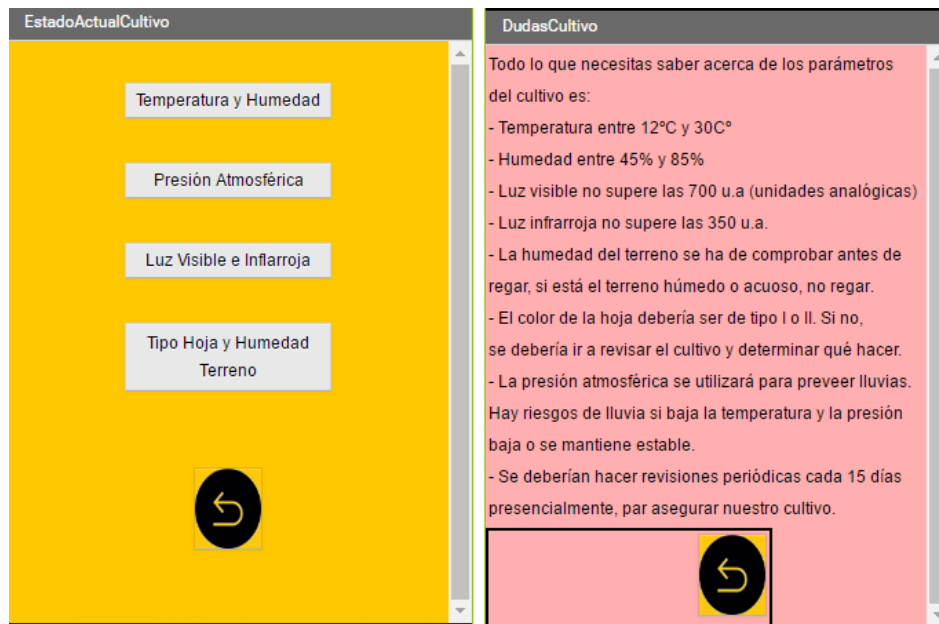 EstadoActualCultivo
Temperatura y Humedad
Presión Atmosférica
Luz Visible e Inflarroja
Tipo Hoja y Humedad
Terreno
DudasCultivo
Todo lo que necesitas saber acerca de los parámetros
del cultivo es:
- Temperatura entre 12ºC y 30Cº
- Humedad entre 45% y 85%
- Luz visible no supere las 700 u.a (unidades analógicas)
- Luz infrarroja no supere las 350 u.a.
- La humedad del terreno se ha de comprobar antes de
regar, si está el terreno húmedo o acuoso, no regar.
- El color de la hoja debería ser de tipo I o II. Si no,
se debería ir a revisar el cultivo y determinar qué hacer.
- La presión atmosférica se utilizará para preveer lluvias.
Hay riesgos de lluvia si baja la temperatura y la presión
baja o se mantiene estable.
- Se deberían hacer revisiones periódicas cada 15 días
presencialmente, par asegurar nuestro cultivo.